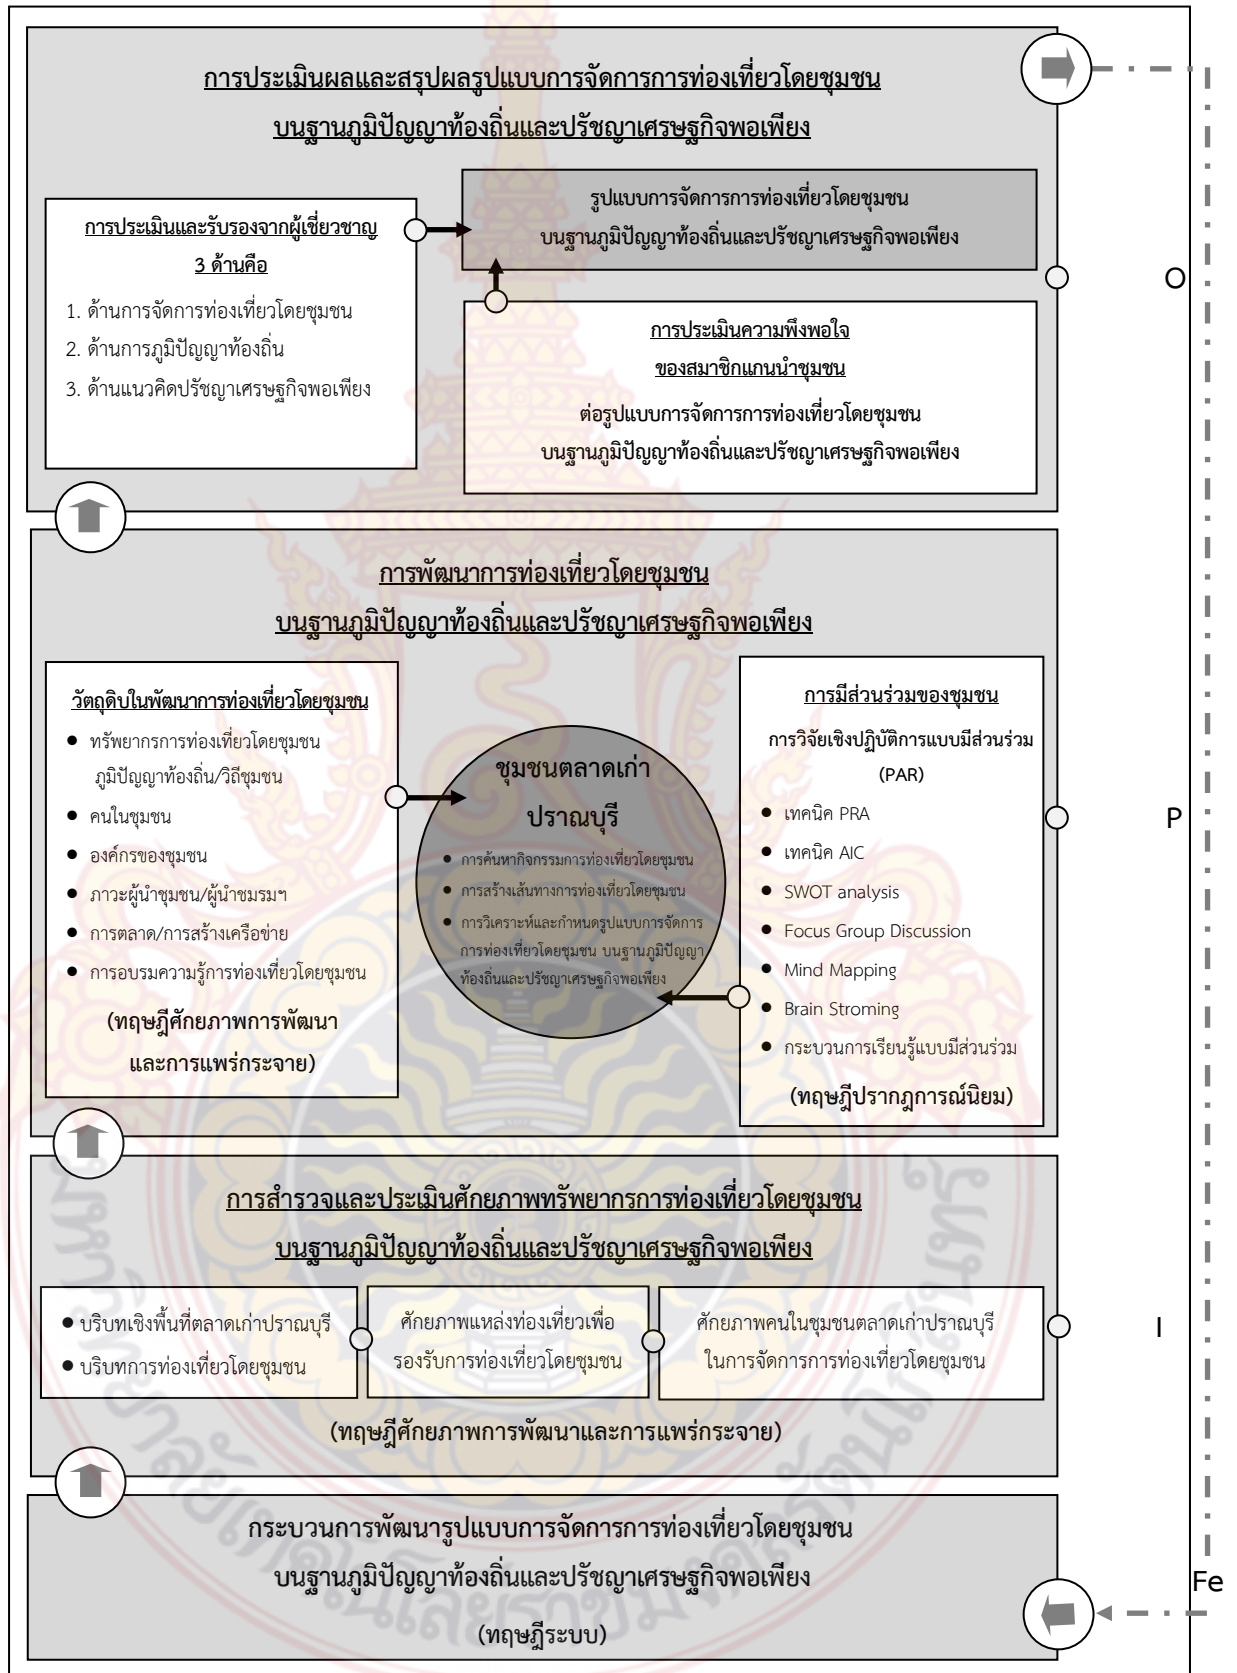 การประเมินผลและสรุปผลรูปแบบการจัดการการท่องเที่ยวโดยชุมชน
บนฐานภูมิปัญญาท้องถิ่นและปรัชญาเศรษฐกิจพอเพียง
การประเมินและรับรองจากผู้เชี่ยวชาญ
3 ด้านคือ
1. ด้านการจัดการท่องเที่ยวโดยชุมชน
2. ด้านการภูมิปัญญาท้องถิ่น
3. ด้านแนวคิดปรัชญาเศรษฐกิจพอเพียง
รูปแบบการจัดการการท่องเที่ยวโดยชุมชน
บนฐานภูมิปัญญาท้องถิ่นและปรัชญาเศรษฐกิจพอเพียง
การประเมินความพึงพอใจ
ของสมาชิกแกนนำชุมชน
ต่อรูปแบบการจัดการการท่องเที่ยวโดยชุมชน
บนฐานภูมิปัญญาท้องถิ่นและปรัชญาเศรษฐกิจพอเพียง
O
การพัฒนาการท่องเที่ยวโดยชุมชน
บนฐานภูมิปัญญาท้องถิ่นและปรัชญาเศรษฐกิจพอเพียง
วัตถุดิบในพัฒนาการท่องเที่ยวโดยชุมชน
● ทรัพยากรการท่องเที่ยวโดยชุมชน
ภูมิปัญญาท้องถิ่น/วิถีชุมชน
● คนในชุมชน
● องค์กรของชุมชน
● ภาวะผู้นำชุมชน/ผู้นำชมรมฯ
● การตลาด/การสร้างเครือข่าย
● การอบรมความรู้การท่องเที่ยวโดยชุมชน
(ทฤษฎีศักยภาพการพัฒนา
และการแพร่กระจาย)
ชุมชนตลาดเก่า
ปราณบุรี
● การค้นหากิจกรรมการท่องเที่ยวโดยชุมชน
● การสร้างเส้นทางการท่องเที่ยวโดยชุมชน
● การวิเคราะห์และกำหนดรูปแบบการจัดการ
การท่องเที่ยวโดยชุมชน บนฐานภูมิปัญญา
ท้องถิ่นและปรัชญาเศรษฐกิจพอเพียง
การมีส่วนร่วมของชุมชน
การวิจัยเชิงปฏิบัติการแบบมีส่วนร่วม
(PAR)
● เทคนิค PRA
● เทคนิค AIC
● SWOT analysis
● Focus Group Discussion
● Mind Mapping
● Brain Stroming
● กระบวนการเรียนรู้แบบมีส่วนร่วม
(ทฤษฎีปรากฏการณ์นิยม)
P
การสำรวจและประเมินศักยภาพทรัพยากรการท่องเที่ยวโดยชุมชน
บนฐานภูมิปัญญาท้องถิ่นและปรัชญาเศรษฐกิจพอเพียง
● บริบทเชิงพื้นที่ตลาดเก่าปราณบุรี
● บริบทการท่องเที่ยวโดยชุมชน
ศักยภาพแหล่งท่องเที่ยวเพื่อ
รองรับการท่องเที่ยวโดยชุมชน
ศักยภาพคนในชุมชนตลาดเก่าปราณบุรี
ในการจัดการการท่องเที่ยวโดยชุมชน
(ทฤษฎีศักยภาพการพัฒนาและการแพร่กระจาย)
I
กระบวนการพัฒนารูปแบบการจัดการการท่องเที่ยวโดยชุมชน
บนฐานภูมิปัญญาท้องถิ่นและปรัชญาเศรษฐกิจพอเพียง
(ทฤษฎีระบบ)
Fe
มหาวิทยาลัยเทคโนโลยีราชมงคลรัตนโกสินทร์